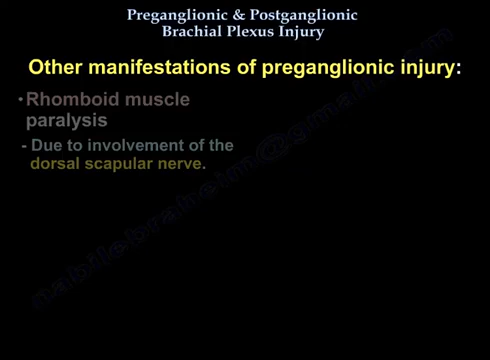 Preganglionic & Postganglionic
Brachial Plexus Injury
Other manifestations of preganglionic injury:
• Rhomboid muscle
paralysis
- Due to involvement of the
dorsal scapular nerve.